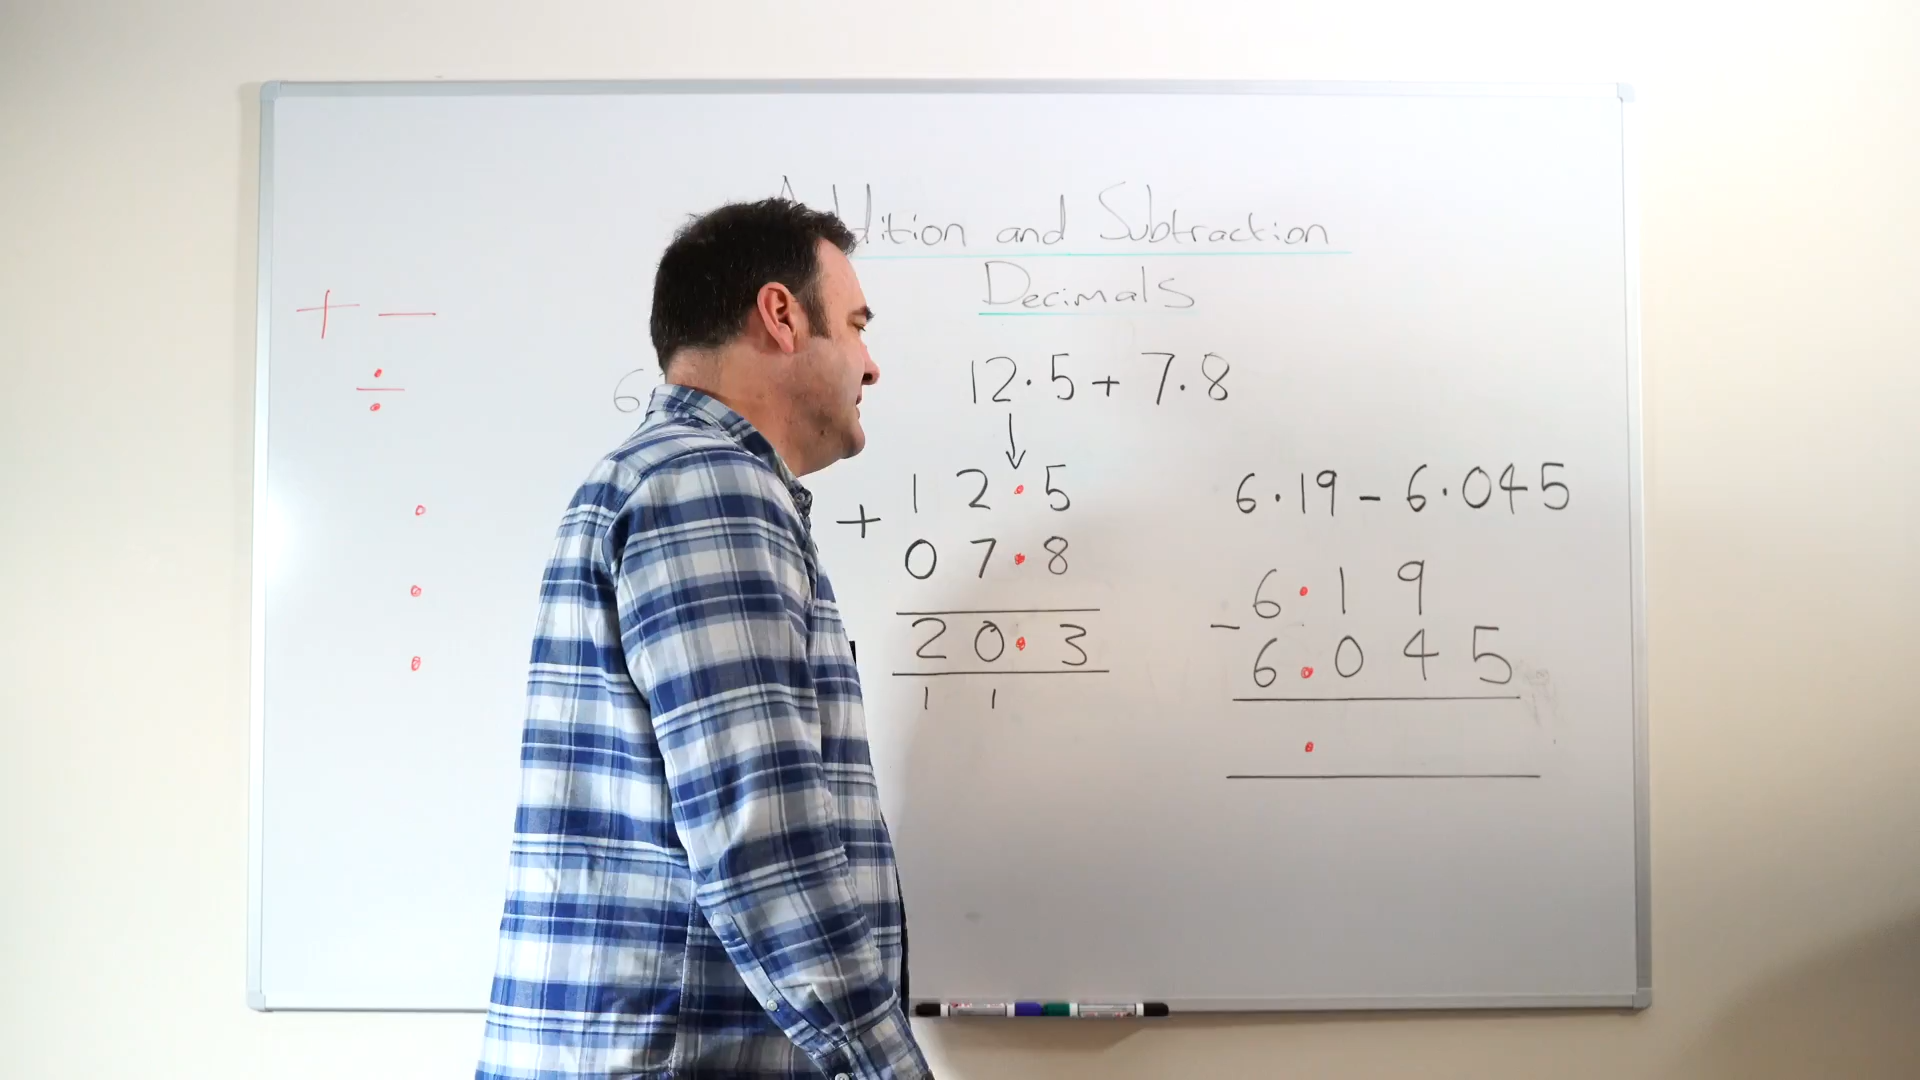 Addition and Subtraction
Decimals
+ −
÷
12·5 + 7.8
1 2·5
+
0 7·8
2 0·3
1 1
6·19 - 6·045
6·1 9
-
6.0 4 5
.